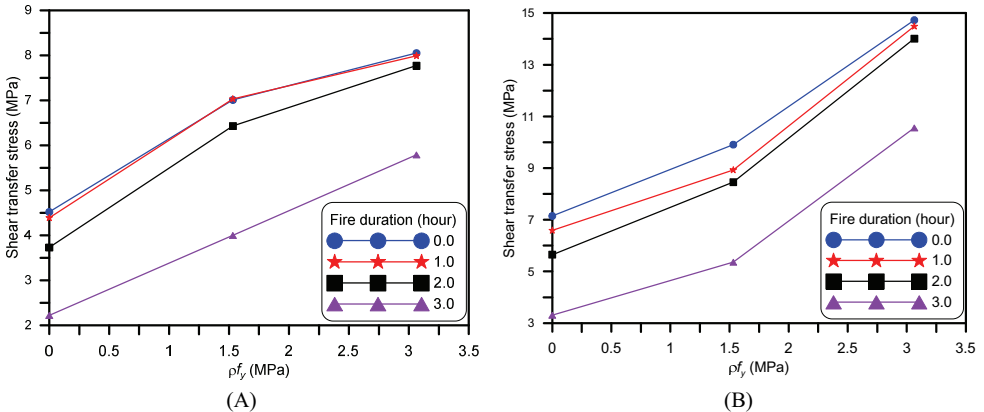 9
8
7
6
5
4
3
2
Shear transfer stress (MPa)
Fire duration (hour)
0.0
1.0
2.0
3.0
0 0.5 1 1.5 2 2.5 3 3.5
ρfy (MPa)
(A)
15
13
11
9
7
5
3
Shear transfer stress (MPa)
Fire duration (hour)
0.0
1.0
2.0
3.0
0 0.5 1 1.5 2 2.5 3 3.5
ρfy (MPa)
(B)